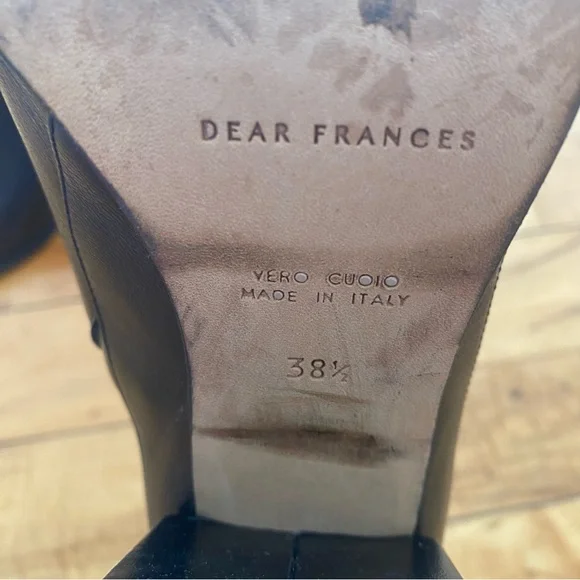 DEAR FRANCES
VERO CUOIO
MADE IN ITALY
38½